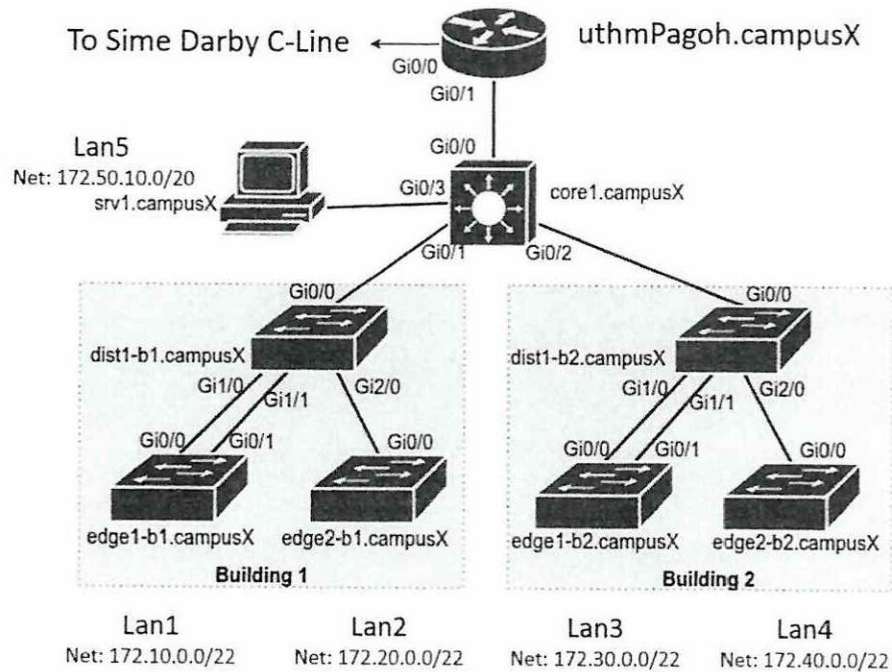 To Sime Darby C-Line
uthmPagoh.campusX
Gi0/0
Gi0/1
Lan5
Net: 172.50.10.0/20
srv1.campusX
Gi0/0
Gi0/3
core1.campusX
Gi0/1
Gi0/2
Gi0/0
dist1-b1.campusX
Gi1/0
Gi1/1
Gi2/0
Gi0/0
Gi0/1
Gi0/0
edge1-b1.campusX
edge2-b1.campusX
Building 1
Gi0/0
dist1-b2.campusX
Gi1/0
Gi1/1
Gi2/0
Gi0/0
Gi0/1
Gi0/0
edge1-b2.campusX
edge2-b2.campusX
Building 2
Lan1
Net: 172.10.0.0/22
Lan2
Net: 172.20.0.0/22
Lan3
Net: 172.30.0.0/22
Lan4
Net: 172.40.0.0/22